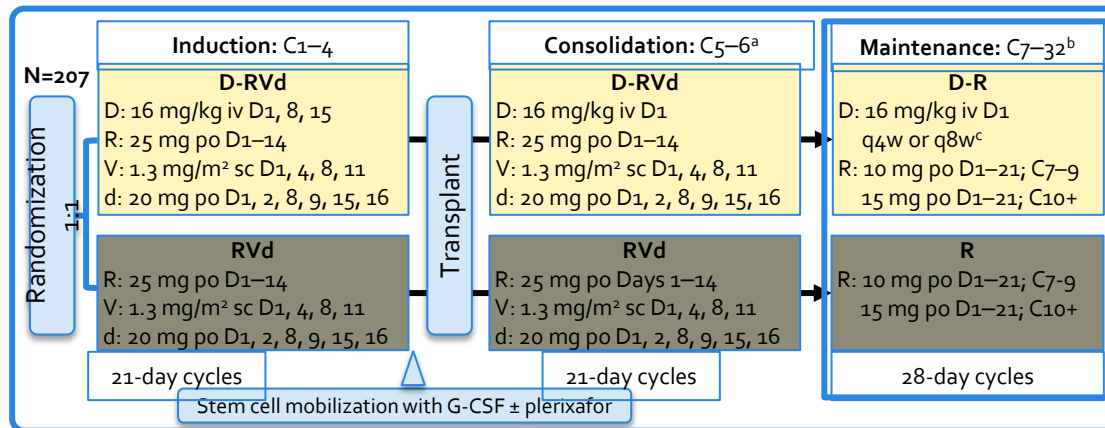 Induction: C1–4
Consolidation: C5–6ᵃ
Maintenance: C7–32ᵇ
N=207
Randomization
1:1
D-RVd
D: 16 mg/kg iv D1, 8, 15
R: 25 mg po D1–14
V: 1.3 mg/m² sc D1, 4, 8, 11
d: 20 mg po D1, 2, 8, 9, 15, 16
Transplant
D-RVd
D: 16 mg/kg iv D1
R: 25 mg po D1–14
V: 1.3 mg/m² sc D1, 4, 8, 11
d: 20 mg po D1, 2, 8, 9, 15, 16
D-R
D: 16 mg/kg iv D1
q4w or q8wᶜ
R: 10 mg po D1–21; C7–9
15 mg po D1–21; C10+
RVd
R: 25 mg po D1–14
V: 1.3 mg/m² sc D1, 4, 8, 11
d: 20 mg po D1, 2, 8, 9, 15, 16
RVd
R: 25 mg po Days 1–14
V: 1.3 mg/m² sc D1, 4, 8, 11
d: 20 mg po D1, 2, 8, 9, 15, 16
R
R: 10 mg po D1–21; C7-9
15 mg po D1–21; C10+
21-day cycles
21-day cycles
28-day cycles
Stem cell mobilization with G-CSF ± plerixafor